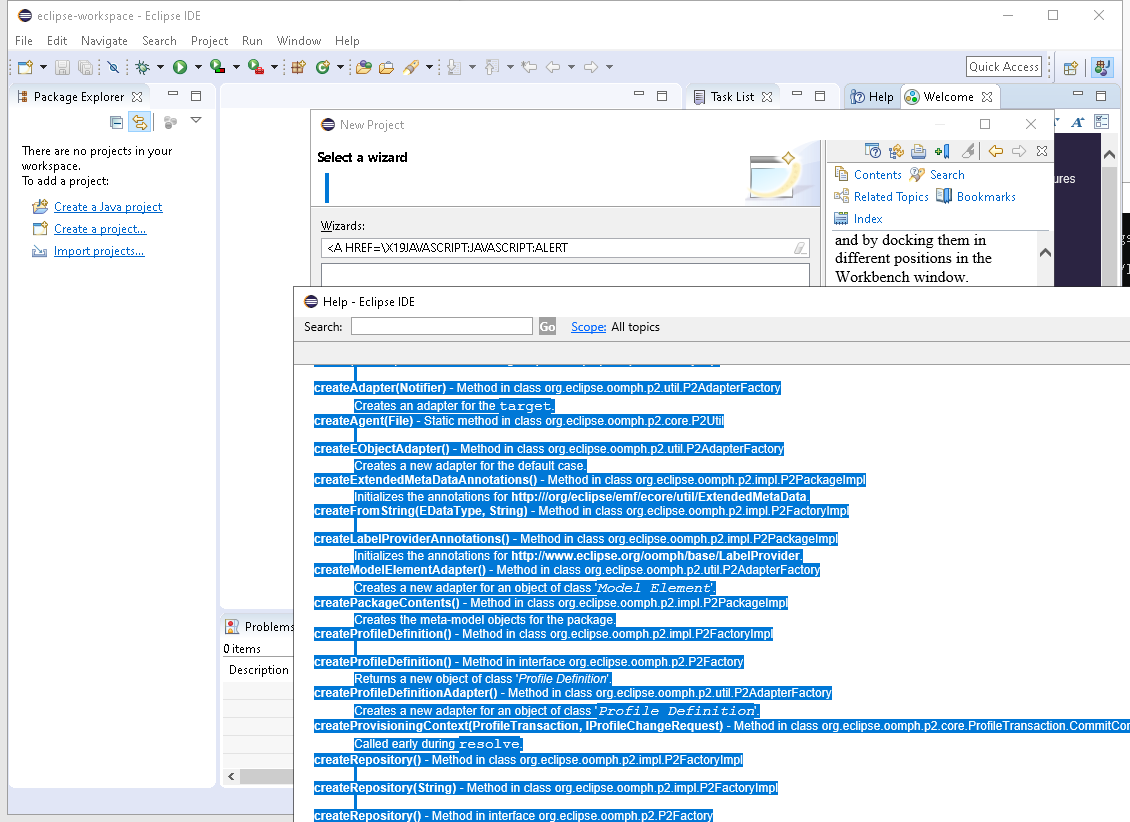 eclipse-workspace - Eclipse IDE
File Edit Navigate Search Project Run Window Help
Quick Access
Package Explorer
Task List
Help
Welcome
There are no projects in your
workspace.
To add a project:
Create a Java project
Create a project...
Import projects...
New Project
Select a wizard
Wizards:
<A HREF=\X19JAVASCRIPT:JAVASCRIPT:ALERT
Contents Search
Related Topics Bookmarks
Index
and by docking them in
different positions in the
Workbench window.
ures
Problems
0 items
Description
Help - Eclipse IDE
Search: Go Scope: All topics
createAdapter(Notifier) - Method in class org.eclipse.oomph.p2.util.P2AdapterFactory
Creates an adapter for the target.
createAgent(File) - Static method in class org.eclipse.oomph.p2.core.P2Util
createEObjectAdapter() - Method in class org.eclipse.oomph.p2.util.P2AdapterFactory
Creates a new adapter for the default case.
createExtendedMetaDataAnnotations() - Method in class org.eclipse.oomph.p2.impl.P2PackageImpl
Initializes the annotations for http:///org/eclipse/emf/ecore/util/ExtendedMetaData.
createFromString(EDataType, String) - Method in class org.eclipse.oomph.p2.impl.P2FactoryImpl
createLabelProviderAnnotations() - Method in class org.eclipse.oomph.p2.impl.P2PackageImpl
Initializes the annotations for http://www.eclipse.org/oomph/base/LabelProvider.
createModelElementAdapter() - Method in class org.eclipse.oomph.p2.util.P2AdapterFactory
Creates a new adapter for an object of class 'Model Element'.
createPackageContents() - Method in class org.eclipse.oomph.p2.impl.P2PackageImpl
Creates the meta-model objects for the package.
createProfileDefinition() - Method in class org.eclipse.oomph.p2.impl.P2FactoryImpl
createProfileDefinition() - Method in interface org.eclipse.oomph.p2.P2Factory
Returns a new object of class 'Profile Definition'.
createProfileDefinitionAdapter() - Method in class org.eclipse.oomph.p2.util.P2AdapterFactory
Creates a new adapter for an object of class 'Profile Definition'.
createProvisioningContext(ProfileTransaction, IProfileChangeRequest) - Method in class org.eclipse.oomph.p2.core.ProfileTransaction.CommitCor
Called early during resolve.
createRepository() - Method in class org.eclipse.oomph.p2.impl.P2FactoryImpl
createRepository(String) - Method in class org.eclipse.oomph.p2.impl.P2FactoryImpl
createRepository() - Method in interface org.eclipse.oomph.p2.P2Factory